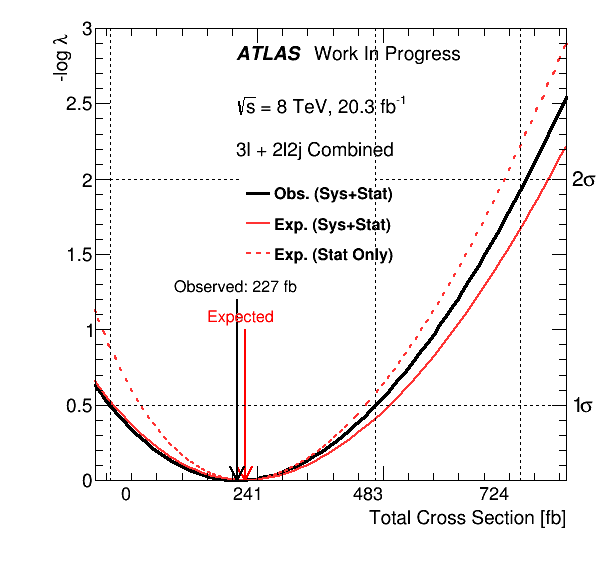 -log λ
3
ATLAS Work In Progress
2.5
√s = 8 TeV, 20.3 fb-1
3l + 2l2j Combined
2
2σ
Obs. (Sys+Stat)
Exp. (Sys+Stat)
1.5
Exp. (Stat Only)
Observed: 227 fb
Expected
1
0.5
1σ
0
0
241
483
724
Total Cross Section [fb]